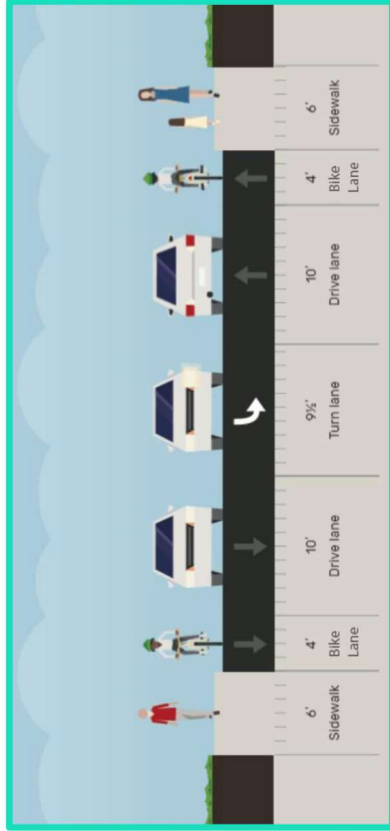 6'
Sidewalk
4'
Bike
Lane
10'
Drive lane
9½'
Turn lane
10'
Drive lane
4'
Bike
Lane
6'
Sidewalk